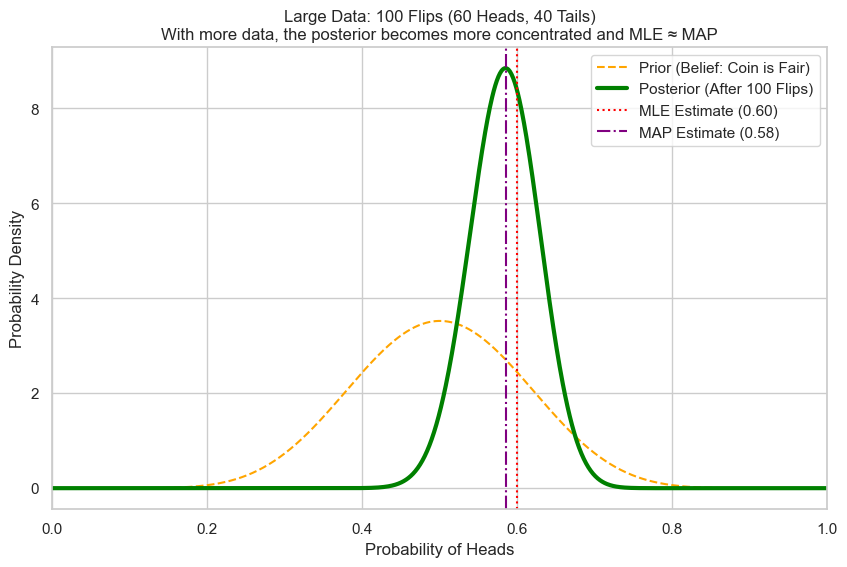 Large Data: 100 Flips (60 Heads, 40 Tails)
With more data, the posterior becomes more concentrated and MLE ≈ MAP
Prior (Belief: Coin is Fair)
Posterior (After 100 Flips)
MLE Estimate (0.60)
MAP Estimate (0.58)
Probability Density
8
6
4
2
0
0.0 0.2 0.4 0.6 0.8 1.0
Probability of Heads